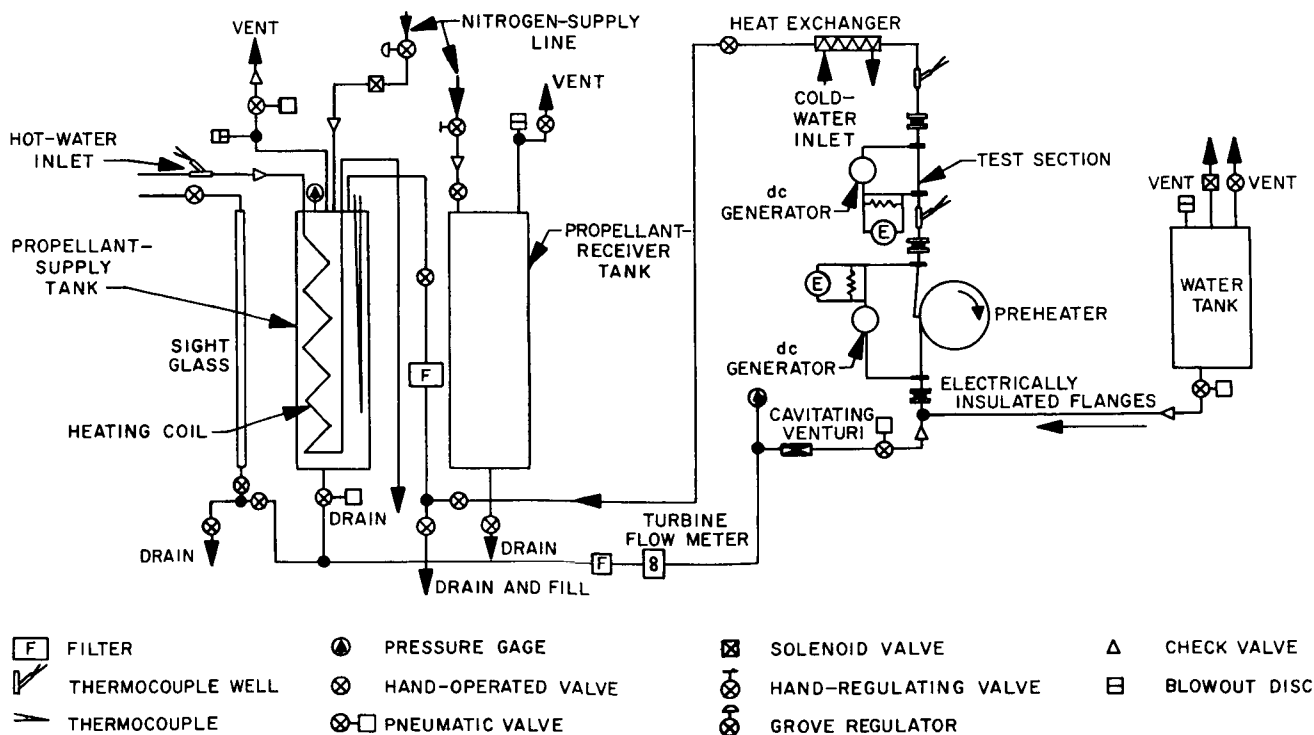 VENT
NITROGEN-SUPPLY
LINE
VENT
HOT-WATER
INLET
PROPELLANT-
SUPPLY
TANK
SIGHT
GLASS
HEATING COIL
F
PROPELLANT-
RECEIVER
TANK
DRAIN
DRAIN
DRAIN
DRAIN AND FILL
HEAT EXCHANGER
COLD-
WATER
INLET
TEST SECTION
dc
GENERATOR
E
E
dc
GENERATOR
PREHEATER
VENT
VENT
WATER
TANK
ELECTRICALLY
INSULATED FLANGES
CAVITATING
VENTURI
TURBINE
FLOW METER
F
8
F FILTER
THERMOCOUPLE WELL
THERMOCOUPLE
PRESSURE GAGE
HAND-OPERATED VALVE
PNEUMATIC VALVE
SOLENOID VALVE
HAND-REGULATING VALVE
GROVE REGULATOR
CHECK VALVE
BLOWOUT DISC